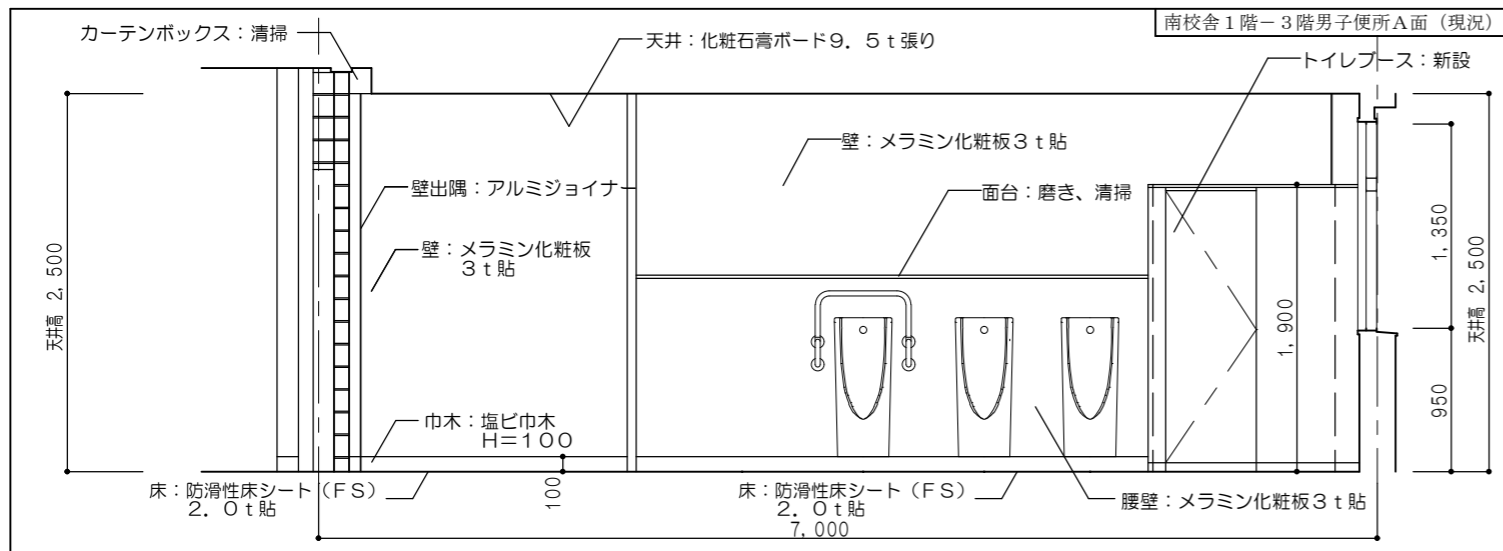 南校舎1階－3階男子便所A面（現況）
カーテンボックス：清掃
天井：化粧石膏ボード９．５ｔ張り
トイレブース：新設
壁：メラミン化粧板３ｔ貼
壁出隅：アルミジョイナー
面台：磨き、清掃
壁：メラミン化粧板
３ｔ貼
天井高 2,500
1,350
天井高 2,500
1,900
950
巾木：塩ビ巾木
Ｈ＝１００
100
床：防滑性床シート（ＦＳ）
２．０ｔ貼
床：防滑性床シート（ＦＳ）
２．０ｔ貼
腰壁：メラミン化粧板３ｔ貼
7,000